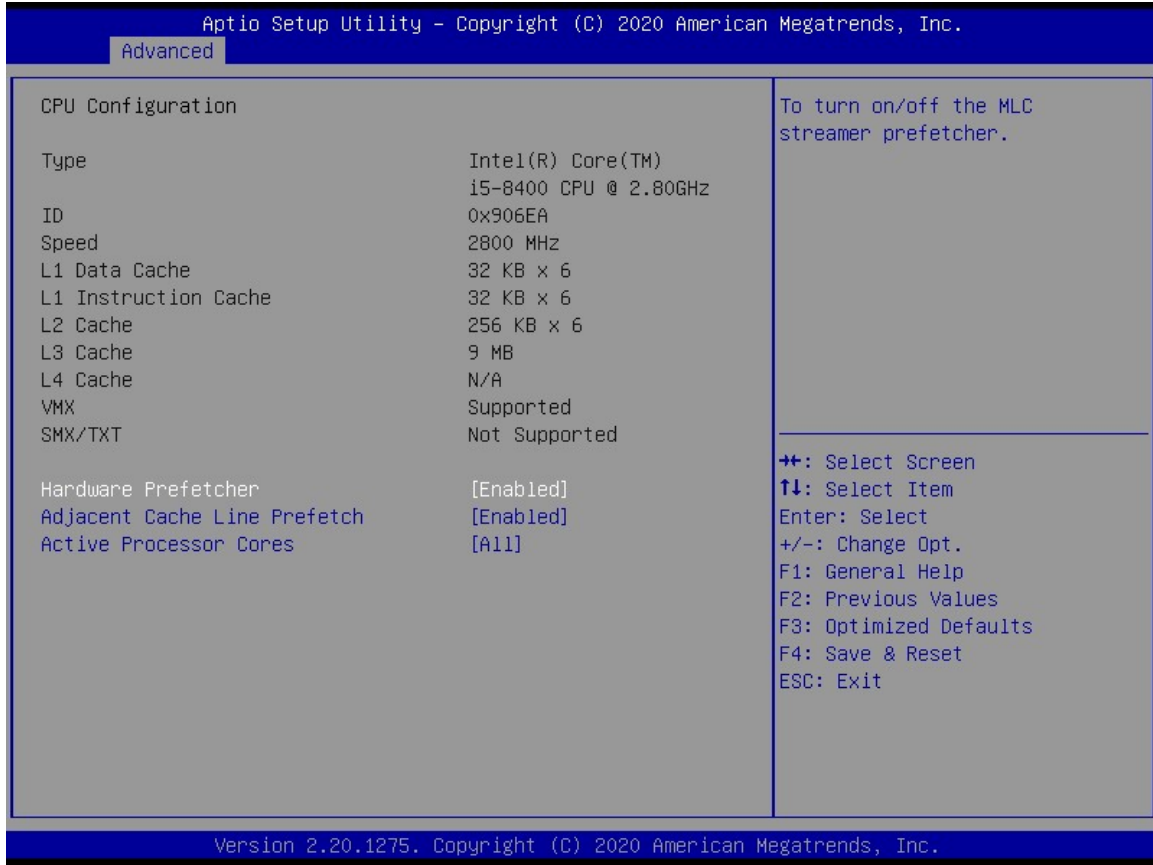 Aptio Setup Utility – Copyright (C) 2020 American Megatrends, Inc.
Advanced
CPU Configuration
Type Intel(R) Core(TM)
i5-8400 CPU @ 2.80GHz
ID 0x906EA
Speed 2800 MHz
L1 Data Cache 32 KB x 6
L1 Instruction Cache 32 KB x 6
L2 Cache 256 KB x 6
L3 Cache 9 MB
L4 Cache N/A
VMX Supported
SMX/TXT Not Supported
Hardware Prefetcher [Enabled]
Adjacent Cache Line Prefetch [Enabled]
Active Processor Cores [All]
To turn on/off the MLC
streamer prefetcher.
→←: Select Screen
↑↓: Select Item
Enter: Select
+/-: Change Opt.
F1: General Help
F2: Previous Values
F3: Optimized Defaults
F4: Save & Reset
ESC: Exit
Version 2.20.1275. Copyright (C) 2020 American Megatrends, Inc.